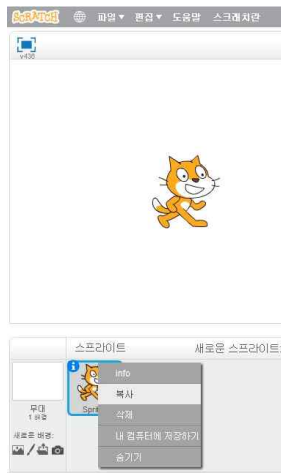 SCRATCH 파일 편집 도움말 스크래치란
v436
스프라이트 새로운 스프라이트:
info
복사
삭제
내 컴퓨터에 저장하기
숨기기
무대
1 배경
새로운 배경: